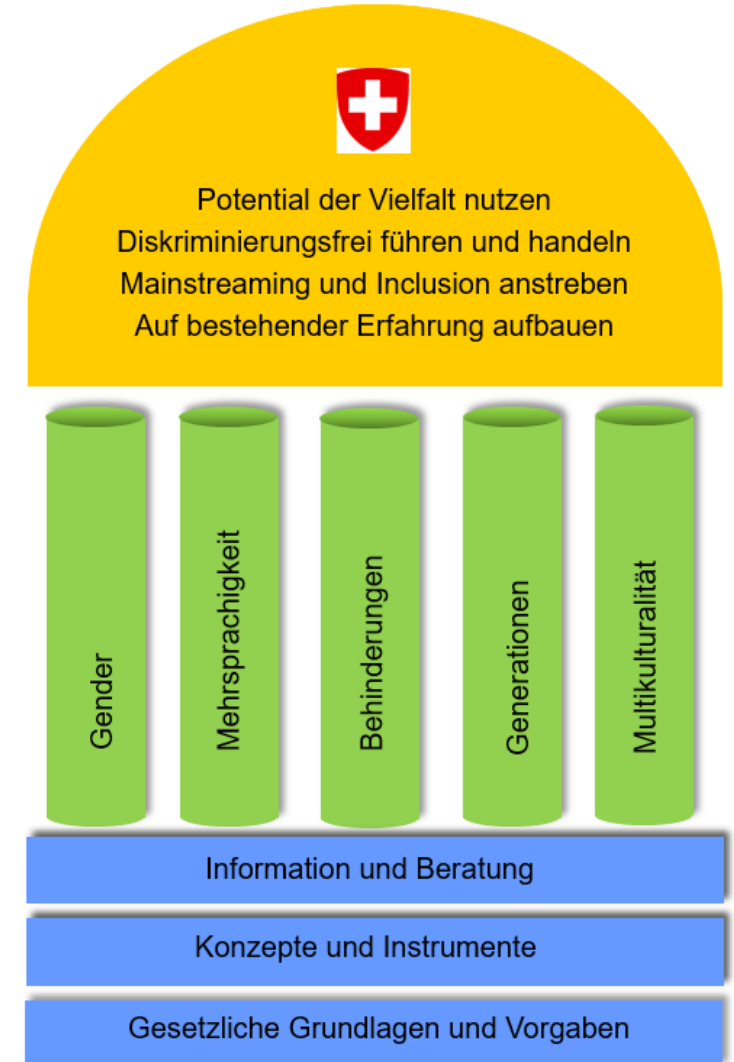 Potential der Vielfalt nutzen
Diskriminierungsfrei führen und handeln
Mainstreaming und Inclusion anstreben
Auf bestehender Erfahrung aufbauen
Gender
Mehrsprachigkeit
Behinderungen
Generationen
Multikulturalität
Information und Beratung
Konzepte und Instrumente
Gesetzliche Grundlagen und Vorgaben